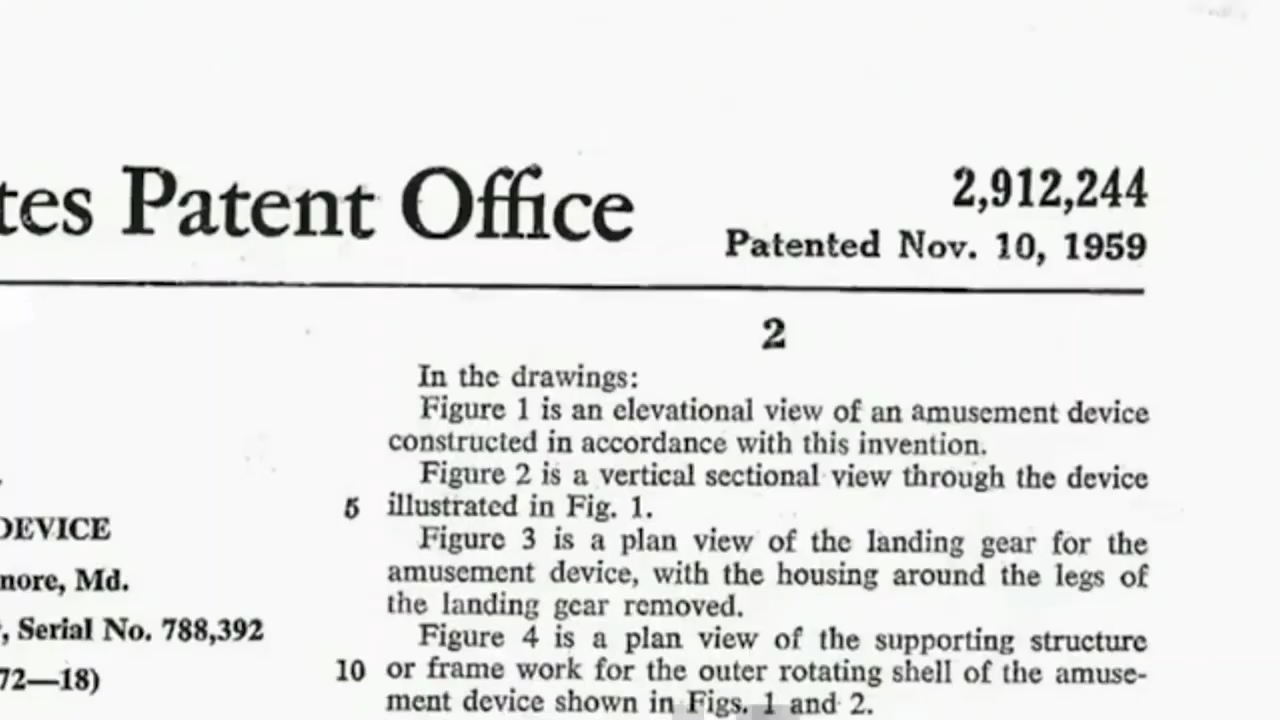 tes Patent Office
2,912,244
Patented Nov. 10, 1959
DEVICE
more, Md.
, Serial No. 788,392
72—18)
2
In the drawings:
Figure 1 is an elevational view of an amusement device
constructed in accordance with this invention.
Figure 2 is a vertical sectional view through the device
5 illustrated in Fig. 1.
Figure 3 is a plan view of the landing gear for the
amusement device, with the housing around the legs of
the landing gear removed.
Figure 4 is a plan view of the supporting structure
10 or frame work for the outer rotating shell of the amuse-
ment device shown in Figs. 1 and 2.